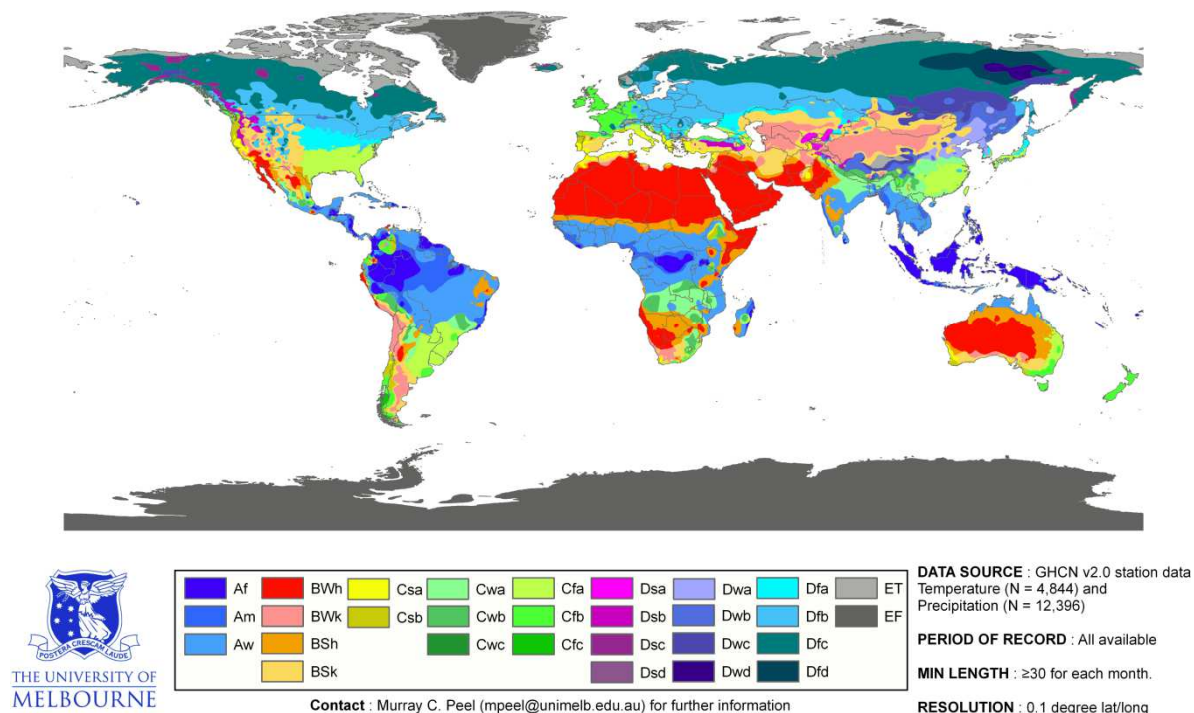 Af
Am
Aw
BWh
BWk
BSh
BSk
Csa
Csb
Cwa
Cwb
Cwc
Cfa
Cfb
Cfc
Dsa
Dsb
Dsc
Dsd
Dwa
Dwb
Dwc
Dwd
Dfa
Dfb
Dfc
Dfd
ET
EF
POSTERA CRESCAM LAUDE
THE UNIVERSITY OF
MELBOURNE
Contact : Murray C. Peel (mpeel@unimelb.edu.au) for further information
DATA SOURCE : GHCN v2.0 station data
Temperature (N = 4,844) and
Precipitation (N = 12,396)
PERIOD OF RECORD : All available
MIN LENGTH : ≥30 for each month.
RESOLUTION : 0.1 degree lat/long